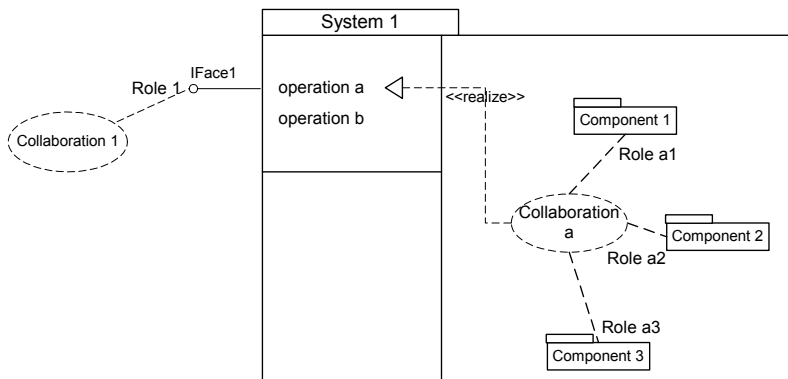 System 1
IFace1
Role 1
operation a
<<realize>>
operation b
Collaboration 1
Component 1
Role a1
Collaboration
a
Component 2
Role a2
Role a3
Component 3